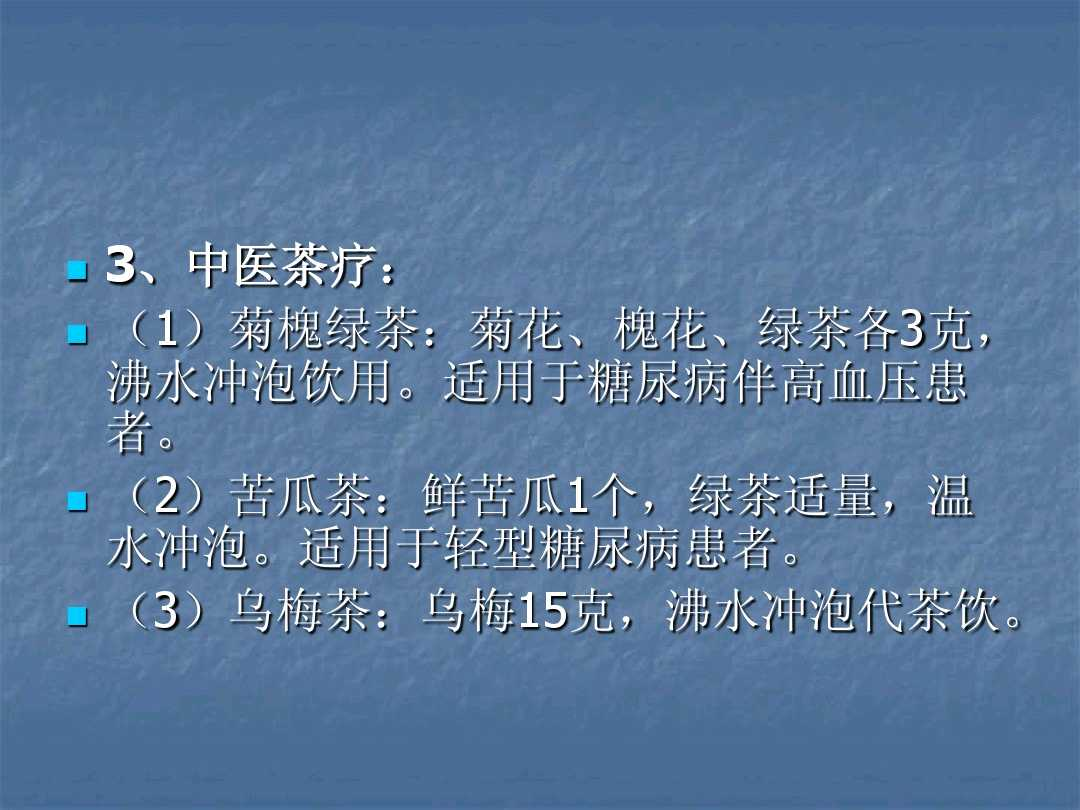 3、中医茶疗：
（1）菊槐绿茶：菊花、槐花、绿茶各3克，
沸水冲泡饮用。适用于糖尿病伴高血压患
者。
（2）苦瓜茶：鲜苦瓜1个，绿茶适量，温
水冲泡。适用于轻型糖尿病患者。
（3）乌梅茶：乌梅15克，沸水冲泡代茶饮。